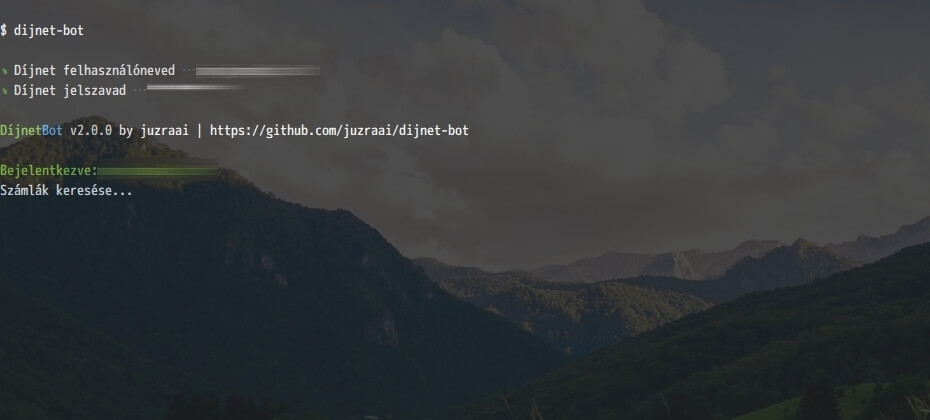 $ dijnet-bot
Díjnet felhasználóneved ···
Díjnet jelszavad ···
DíjnetBot v2.0.0 by juzraai | https://github.com/juzraai/dijnet-bot
Bejelentkezve:
Számlák keresése...